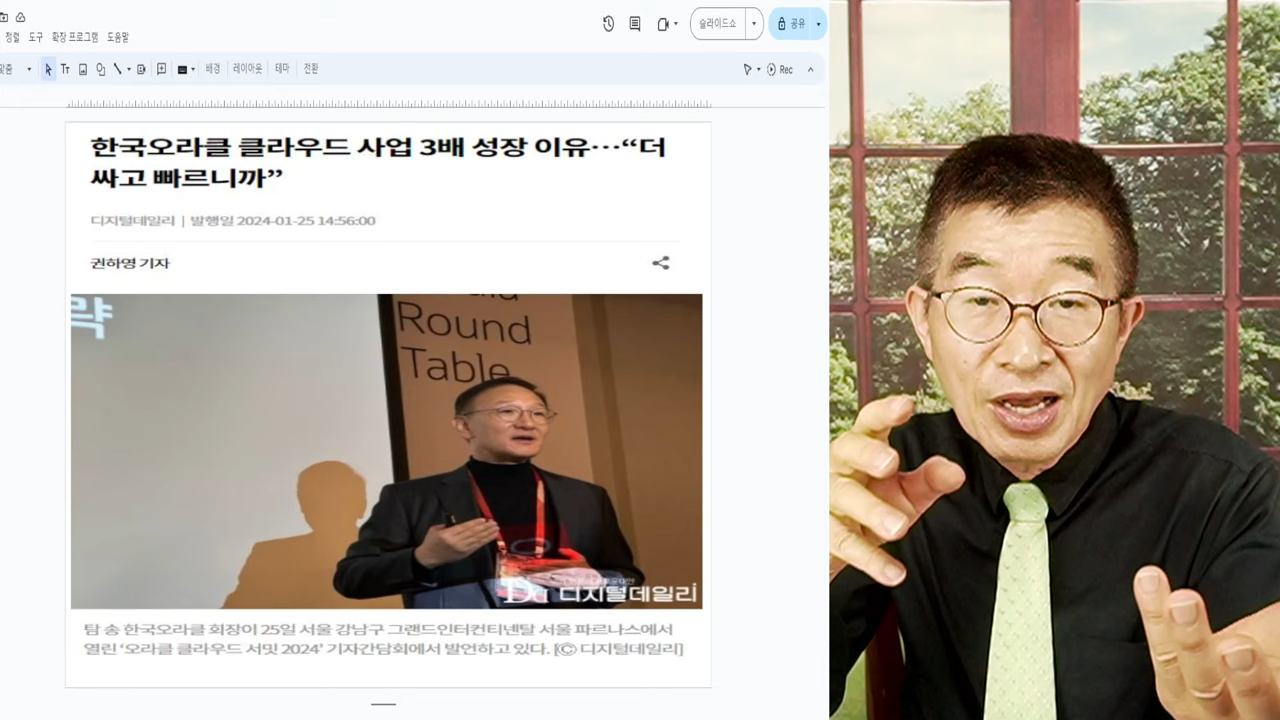 정렬 도구 확장 프로그램 도움말
슬라이드쇼
공유
맞춤
배경 레이아웃 테마 전환
Rec
한국오라클 클라우드 사업 3배 성장 이유…“더
싸고 빠르니까”
디지털데일리 | 발행일 2024-01-25 14:56:00
권하영 기자
략
Round
Table
디지털데일리
탐 송 한국오라클 회장이 25일 서울 강남구 그랜드인터컨티넨탈 서울 파르나스에서
열린 ‘오라클 클라우드 서밋 2024’ 기자간담회에서 발언하고 있다. [ⓒ 디지털데일리]